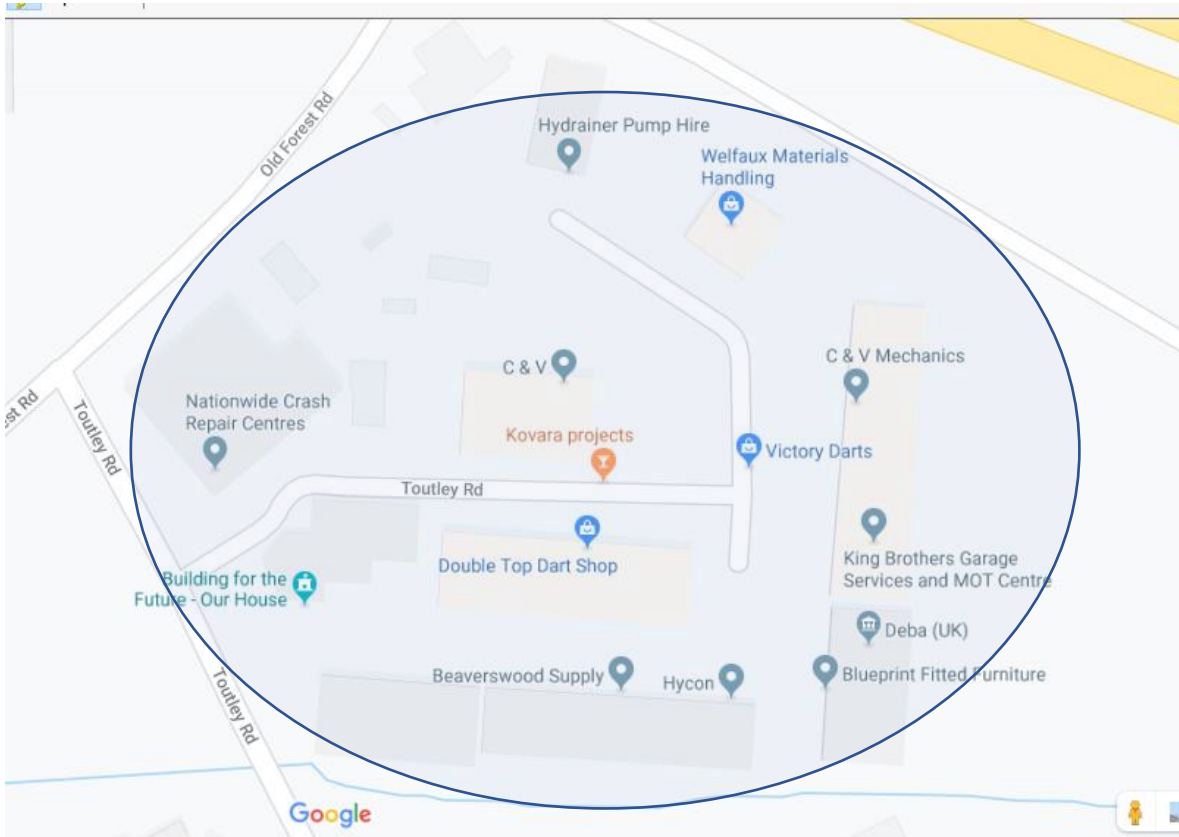 Old Forest Rd
Hydrainer Pump Hire
Welfaux Materials
Handling
C & V
C & V Mechanics
Nationwide Crash
Repair Centres
est Rd
Toutley Rd
Kovara projects
Victory Darts
Toutley Rd
Double Top Dart Shop
King Brothers Garage
Services and MOT Centre
Building for the
Future - Our House
Deba (UK)
Beaverswood Supply
Hycon
Blueprint Fitted Furniture
Toutley Rd
Google